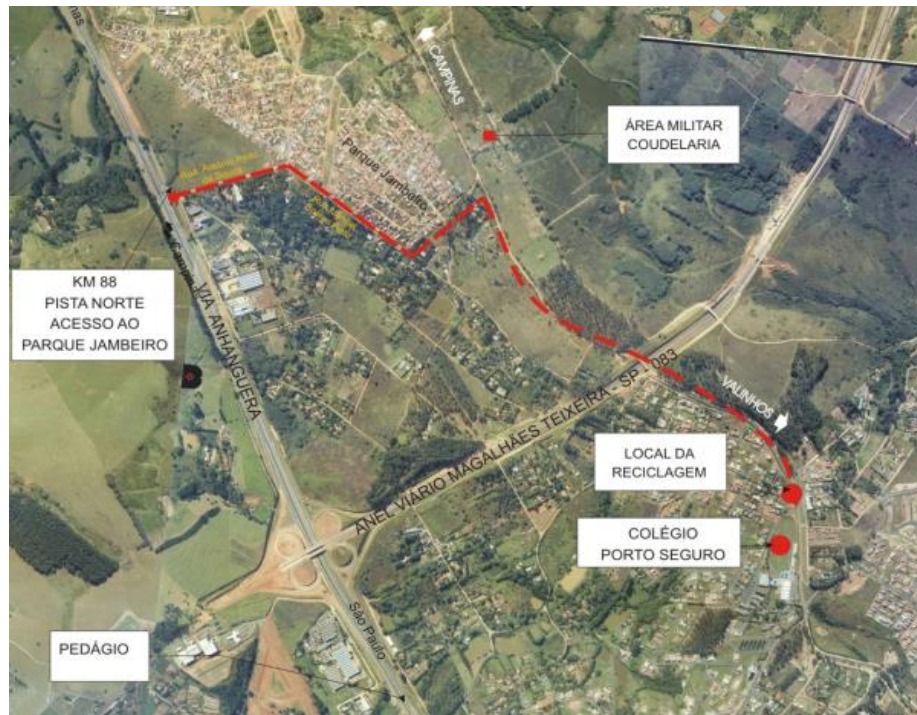 nas
CAMPINAS
ÁREA MILITAR
COUDELARIA
Parque Jambeiro
KM 88
PISTA NORTE
ACESSO AO
PARQUE JAMBEIRO
VIA ANHANGUERA
ANEL VIÁRIO MAGALHÃES TEIXEIRA - SP - 083
VALINHOS
LOCAL DA
RECICLAGEM
COLÉGIO
PORTO SEGURO
São Paulo
PEDÁGIO